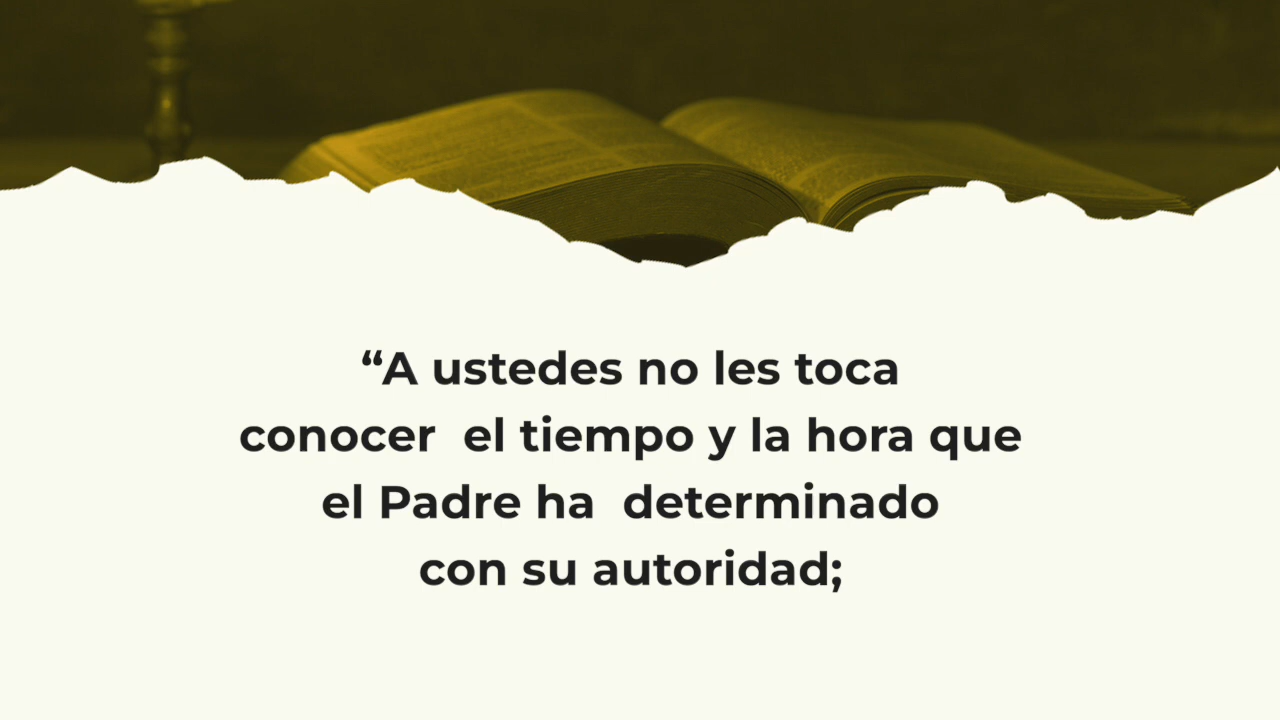 “A ustedes no les toca
conocer  el tiempo y la hora que
el Padre ha  determinado
con su autoridad;